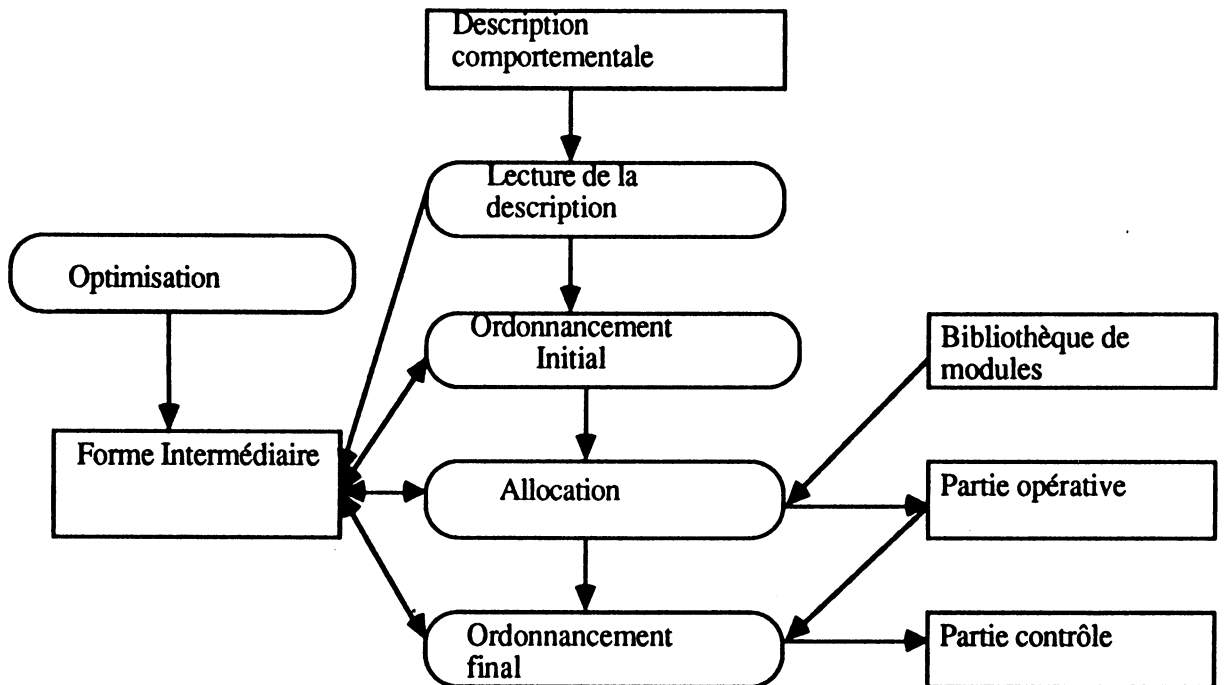 Description
comportementale
Lecture de la
description
Optimisation
Ordonnancement
Initial
Bibliothèque de
modules
Forme Intermédiaire
Allocation
Partie opérative
Ordonnancement
final
Partie contrôle